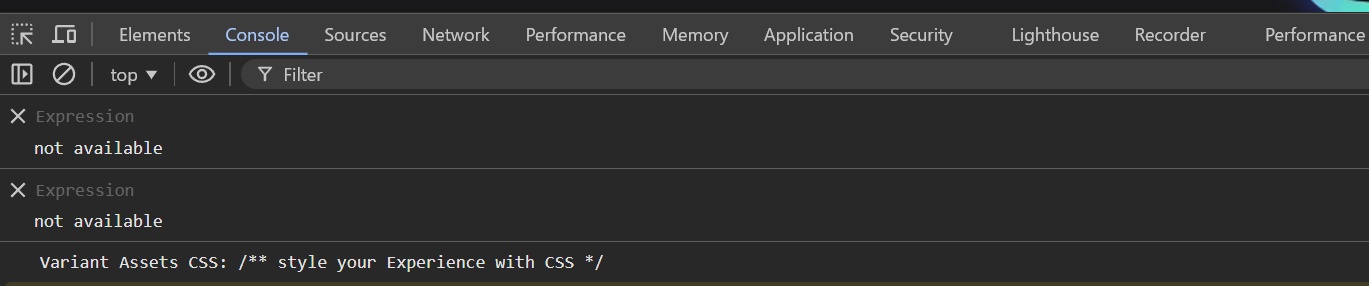 Elements Console Sources Network Performance Memory Application Security Lighthouse Recorder Performance
top Filter
Expression
not available
Expression
not available
Variant Assets CSS: /** style your Experience with CSS */